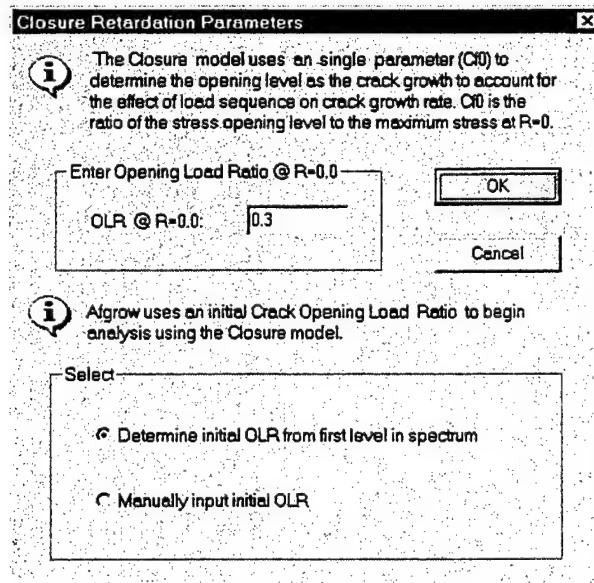 Closure Retardation Parameters
The Closure model uses an single parameter (Cf0) to
determine the opening level as the crack growth to account for
the effect of load sequence on crack growth rate. Cf0 is the
ratio of the stress opening level to the maximum stress at R=0.
Enter Opening Load Ratio @ R=0.0
OLR @ R=0.0: 0.3
OK
Cancel
Afgrow uses an initial Crack Opening Load Ratio to begin
analysis using the Closure model.
Select
Determine initial OLR from first level in spectrum
Manually input initial OLR